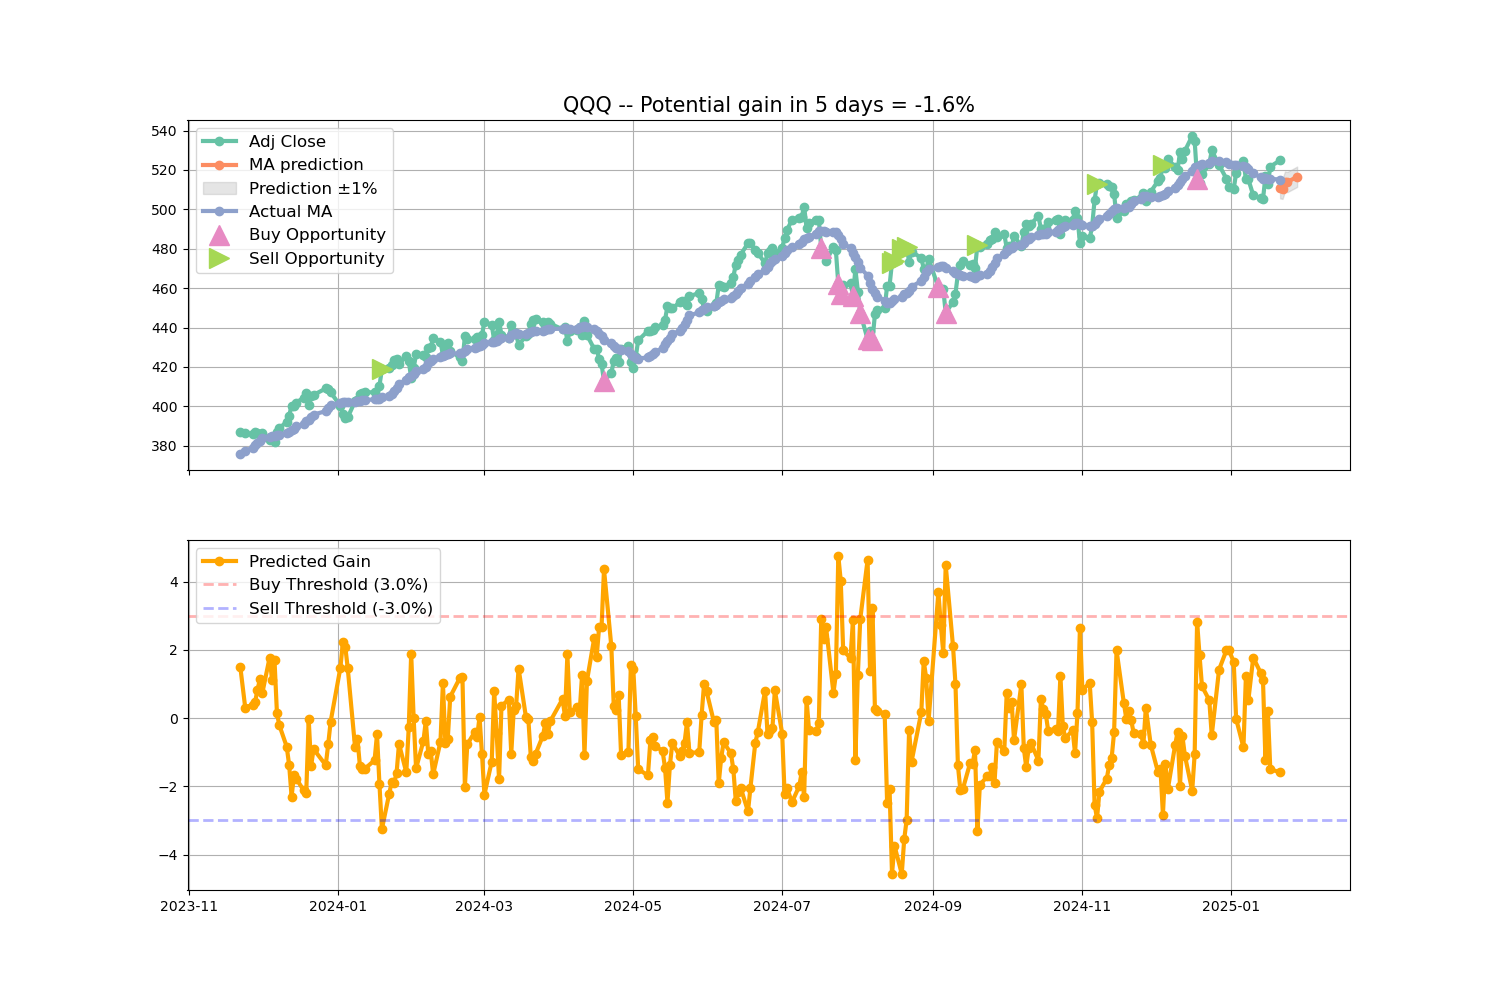 QQQ -- Potential gain in 5 days = -1.6%
540
520
500
480
460
440
420
400
380
Adj Close
MA prediction
Prediction ±1%
Actual MA
Buy Opportunity
Sell Opportunity
4
2
0
−2
−4
Predicted Gain
Buy Threshold (3.0%)
Sell Threshold (-3.0%)
2023-11
2024-01
2024-03
2024-05
2024-07
2024-09
2024-11
2025-01